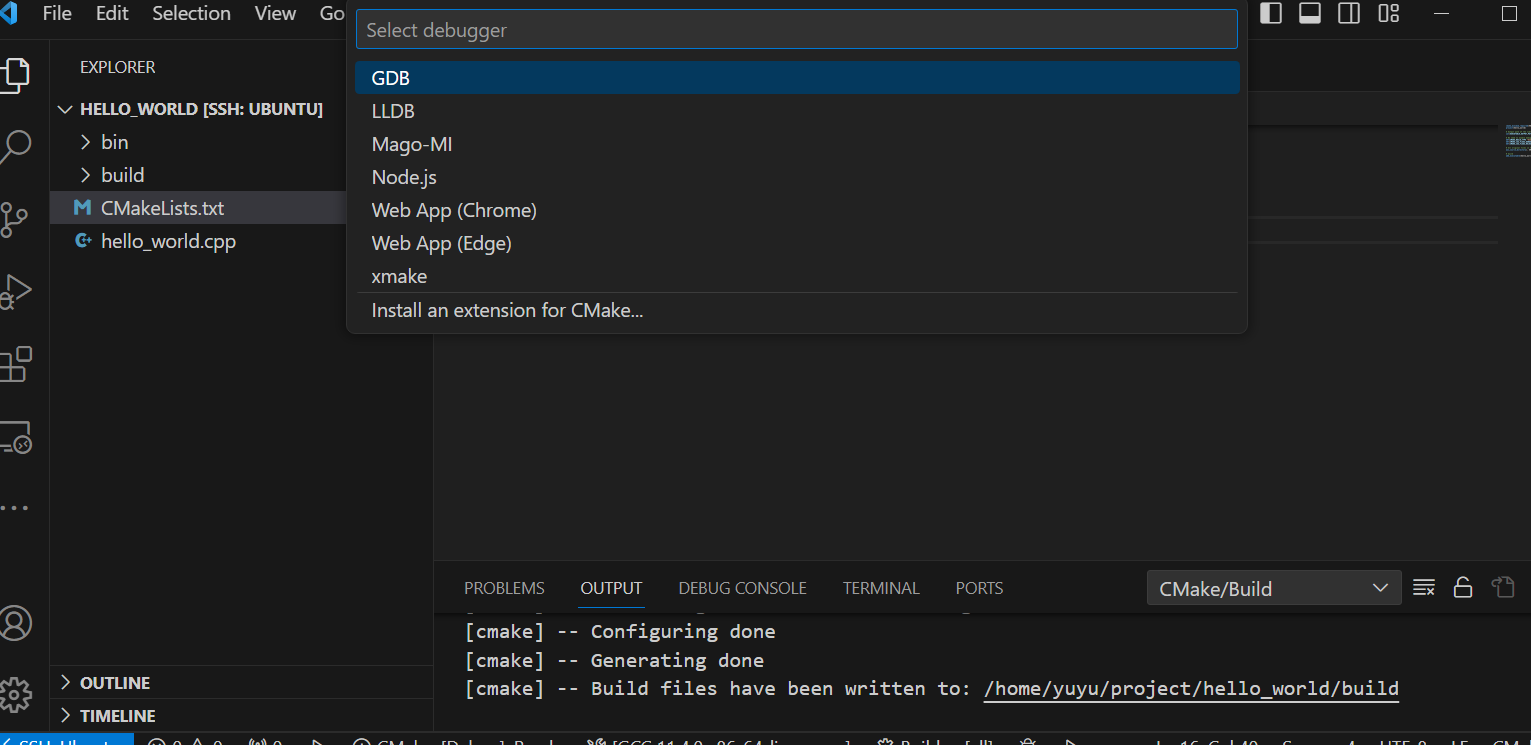 File Edit Selection View Go
Select debugger
GDB
LLDB
Mago-MI
Node.js
Web App (Chrome)
Web App (Edge)
xmake
Install an extension for CMake...
EXPLORER
HELLO_WORLD [SSH: UBUNTU]
bin
build
CMakeLists.txt
hello_world.cpp
OUTLINE
TIMELINE
PROBLEMS OUTPUT DEBUG CONSOLE TERMINAL PORTS CMake/Build
[cmake] -- Configuring done
[cmake] -- Generating done
[cmake] -- Build files have been written to: /home/yuyu/project/hello_world/build